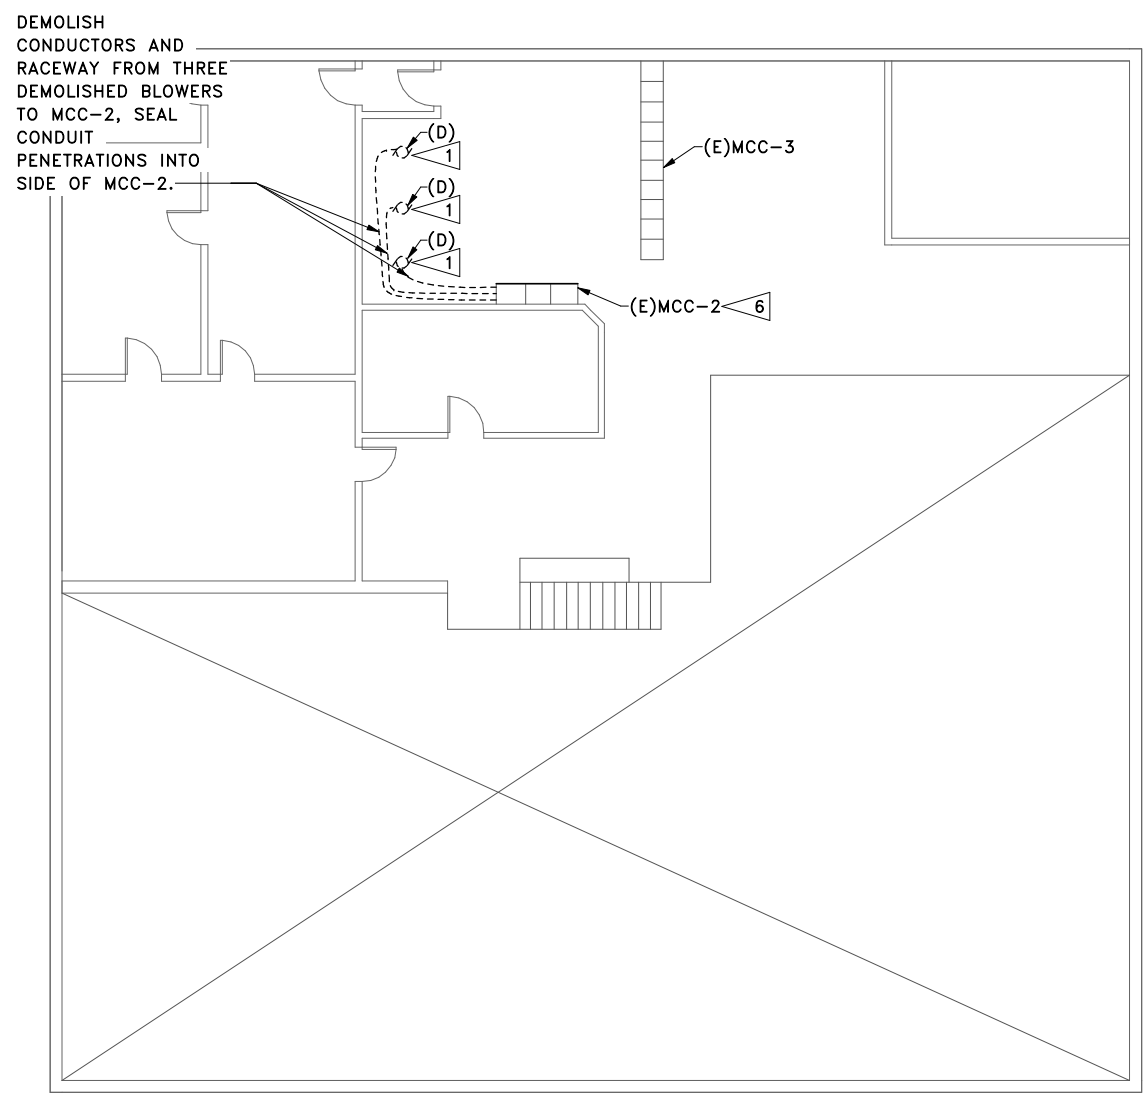 DEMOLISH
CONDUCTORS AND
RACEWAY FROM THREE
DEMOLISHED BLOWERS
TO MCC-2, SEAL
CONDUIT
PENETRATIONS INTO
SIDE OF MCC-2.
(D)
1
(E)MCC-3
(D)
1
(D)
1
(E)MCC-2
6